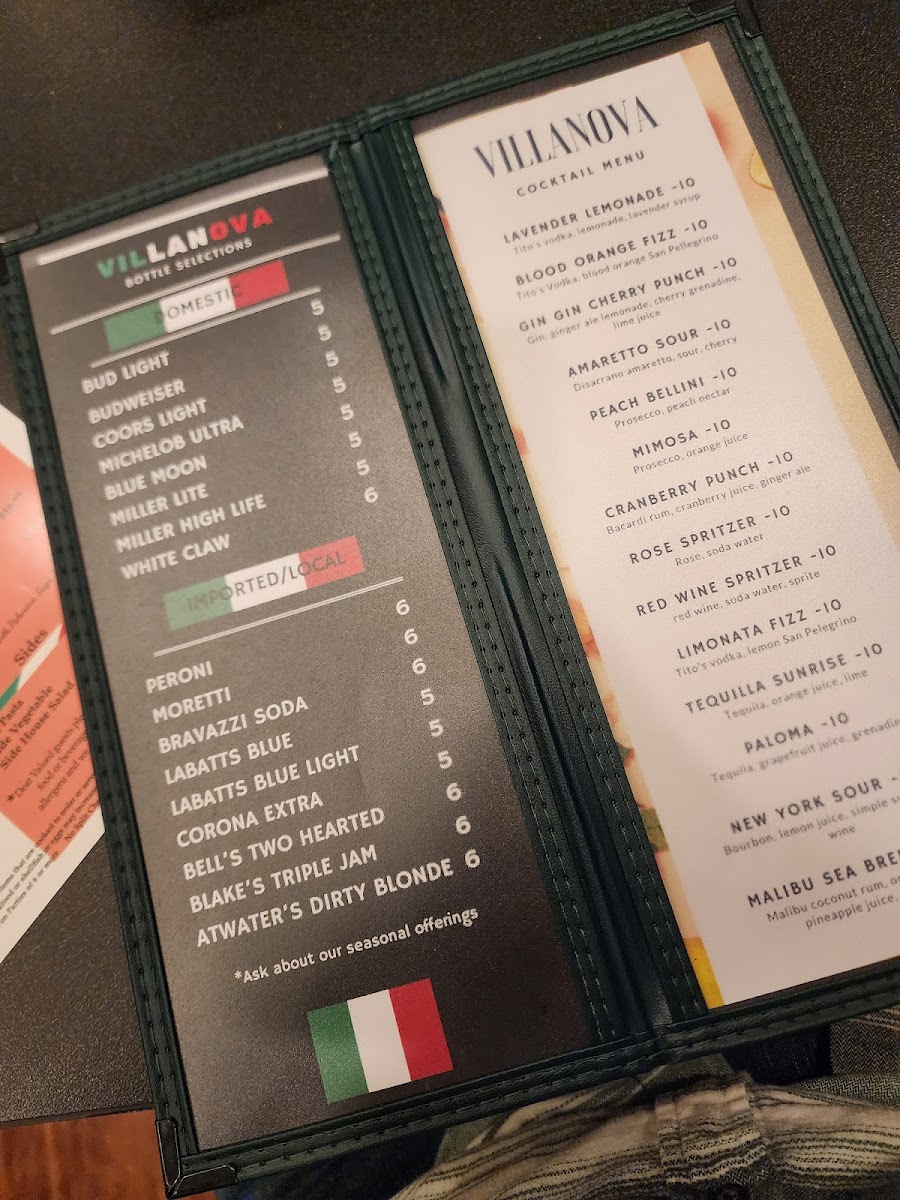 VILLANOVA
BOTTLE SELECTIONS
DOMESTIC
BUD LIGHT 5
BUDWEISER 5
COORS LIGHT 5
MICHELOB ULTRA 5
BLUE MOON 5
MILLER LITE 5
MILLER HIGH LIFE 5
WHITE CLAW 6
IMPORTED/LOCAL
PERONI 6
MORETTI 6
BRAVAZZI SODA 6
LABATTS BLUE 5
LABATTS BLUE LIGHT 5
CORONA EXTRA 5
BELL'S TWO HEARTED 6
BLAKE'S TRIPLE JAM 6
ATWATER'S DIRTY BLONDE 6
*Ask about our seasonal offerings
VILLANOVA
COCKTAIL MENU
LAVENDER LEMONADE -10
Tito's vodka, lemonade, lavender syrup
BLOOD ORANGE FIZZ -10
Tito's Vodka, blood orange San Pellegrino
GIN GIN CHERRY PUNCH -10
Gin, ginger ale lemonade, cherry grenadine,
lime juice
AMARETTO SOUR -10
Disarrano amaretto, sour, cherry
PEACH BELLINI -10
Prosecco, peach nectar
MIMOSA -10
Prosecco, orange juice
CRANBERRY PUNCH -10
Bacardi rum, cranberry juice, ginger ale
ROSE SPRITZER -10
Rose, soda water
RED WINE SPRITZER -10
red wine, soda water, sprite
LIMONATA FIZZ -10
Tito's vodka, lemon San Pelegrino
TEQUILLA SUNRISE -10
Tequila, orange juice, lime
PALOMA -10
Tequila, grapefruit juice, grenadine
NEW YORK SOUR -
Bourbon, lemon juice, simple
wine
MALIBU SEA
Malibu coconut rum,
pineapple juice,
Sides
Pasta
Vegetable
Side House Salad